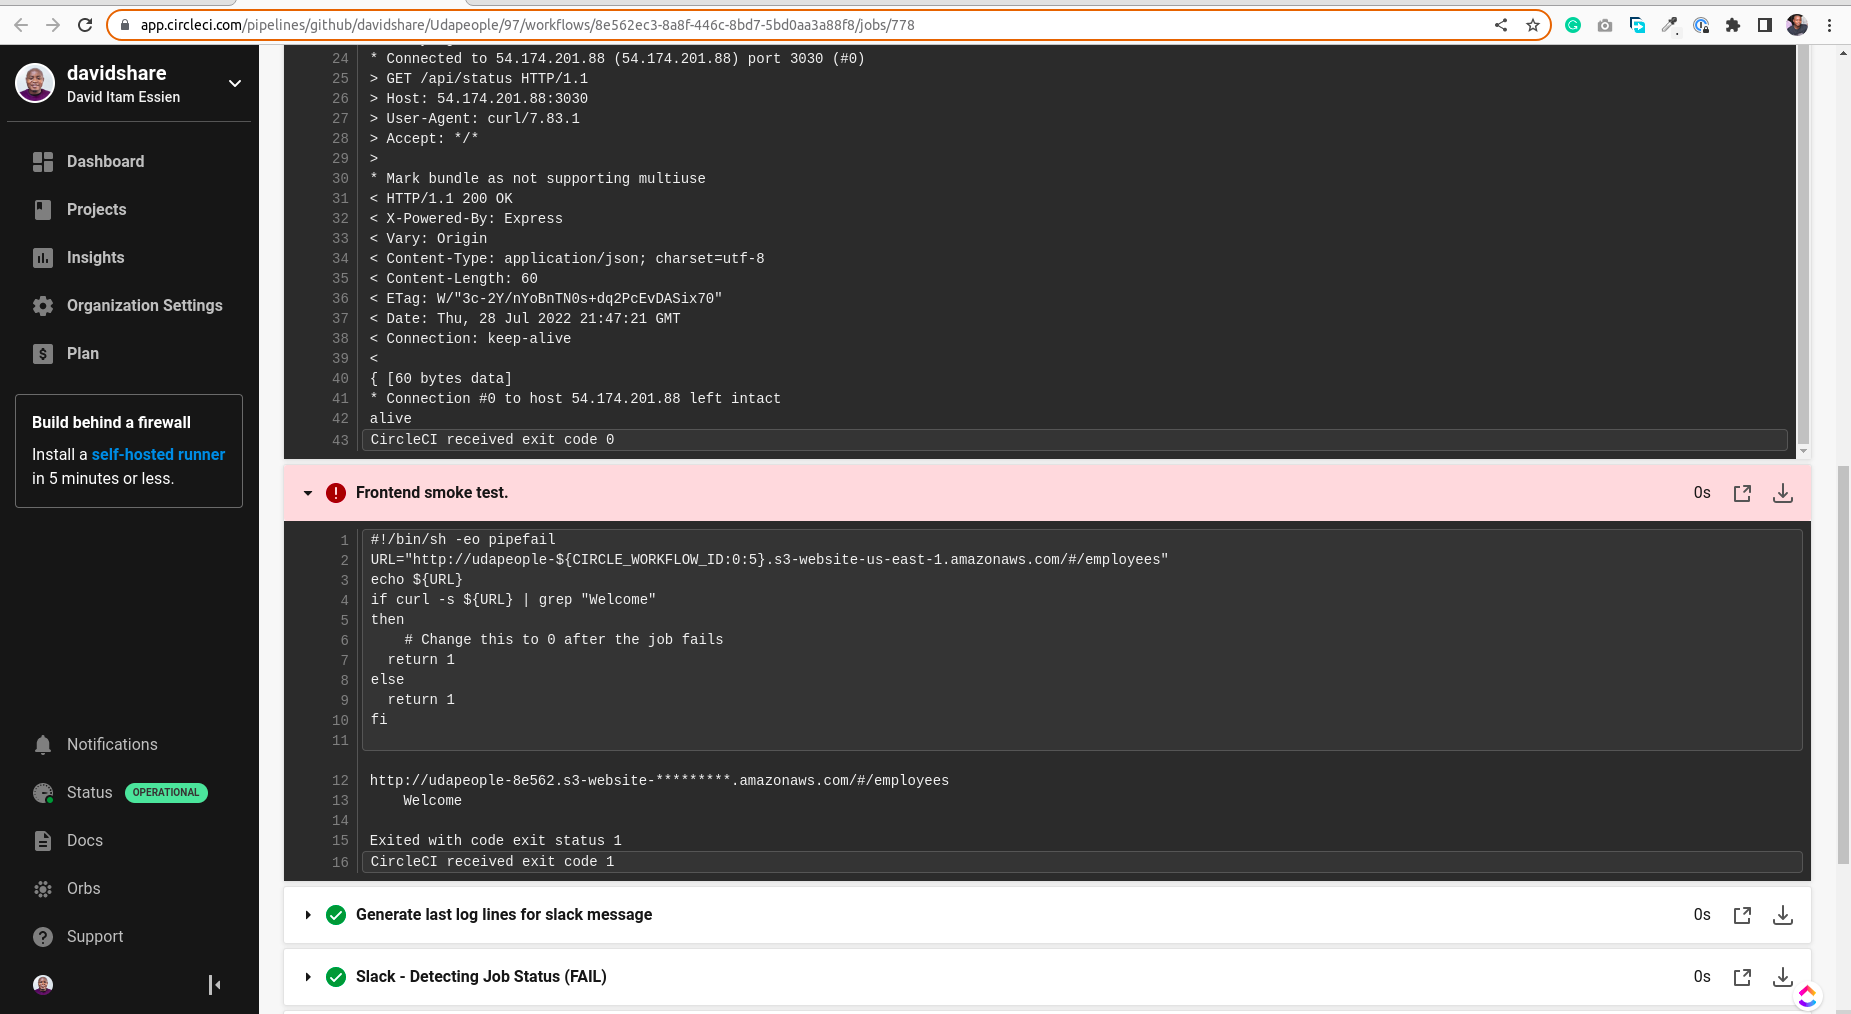 app.circleci.com/pipelines/github/davidshare/Udapeople/97/workflows/8e562ec3-8a8f-446c-8bd7-5bd0aa3a88f8/jobs/778
davidshare
David Itam Essien
Dashboard
Projects
Insights
Organization Settings
Plan
Build behind a firewall
Install a self-hosted runner
in 5 minutes or less.
Notifications
Status OPERATIONAL
Docs
Orbs
Support
24 * Connected to 54.174.201.88 (54.174.201.88) port 3030 (#0)
25 > GET /api/status HTTP/1.1
26 > Host: 54.174.201.88:3030
27 > User-Agent: curl/7.83.1
28 > Accept: */*
29 >
30 * Mark bundle as not supporting multiuse
31 < HTTP/1.1 200 OK
32 < X-Powered-By: Express
33 < Vary: Origin
34 < Content-Type: application/json; charset=utf-8
35 < Content-Length: 60
36 < ETag: W/"3c-2Y/nYoBnTN0s+dq2PcEvDASix70"
37 < Date: Thu, 28 Jul 2022 21:47:21 GMT
38 < Connection: keep-alive
39 <
40 { [60 bytes data]
41 * Connection #0 to host 54.174.201.88 left intact
42 alive
43 CircleCI received exit code 0
Frontend smoke test. 0s
1 #!/bin/sh -eo pipefail
2 URL="http://udapeople-${CIRCLE_WORKFLOW_ID:0:5}.s3-website-us-east-1.amazonaws.com/#/employees"
3 echo ${URL}
4 if curl -s ${URL} | grep "Welcome"
5 then
6 # Change this to 0 after the job fails
7 return 1
8 else
9 return 1
10 fi
11
12 http://udapeople-8e562.s3-website-*********.amazonaws.com/#/employees
13 Welcome
14
15 Exited with code exit status 1
16 CircleCI received exit code 1
Generate last log lines for slack message 0s
Slack - Detecting Job Status (FAIL) 0s